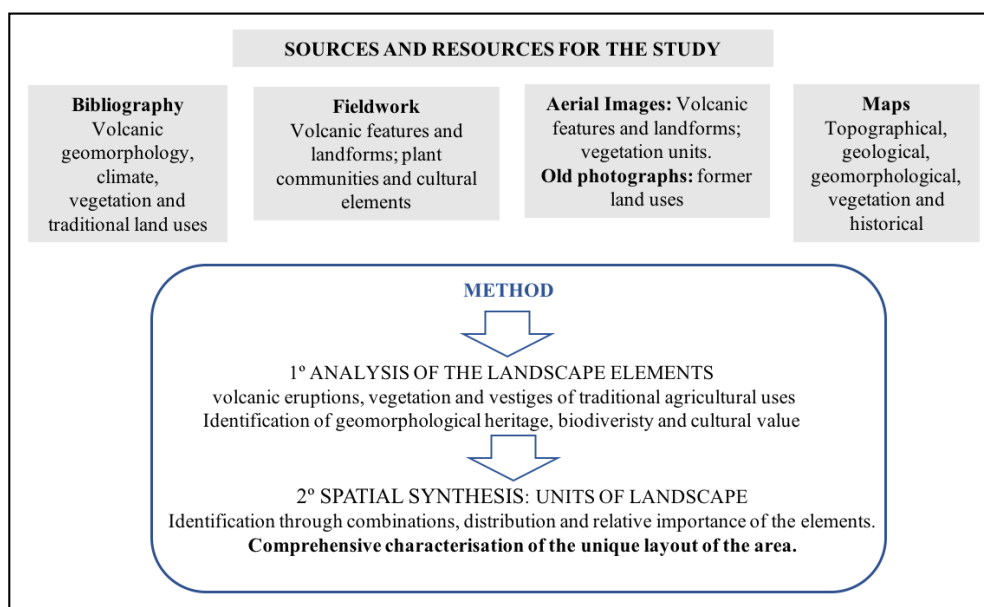 SOURCES AND RESOURCES FOR THE STUDY
Bibliography
Volcanic
geomorphology,
climate,
vegetation and
traditional land uses
Fieldwork
Volcanic features and
landforms; plant
communities and cultural
elements
Aerial Images: Volcanic
features and landforms;
vegetation units.
Old photographs: former
land uses
Maps
Topographical,
geological,
geomorphological,
vegetation and
historical
METHOD
1º ANALYSIS OF THE LANDSCAPE ELEMENTS
volcanic eruptions, vegetation and vestiges of traditional agricultural uses
Identification of geomorphological heritage, biodiveristy and cultural value
2º SPATIAL SYNTHESIS: UNITS OF LANDSCAPE
Identification through combinations, distribution and relative importance of the elements.
Comprehensive characterisation of the unique layout of the area.